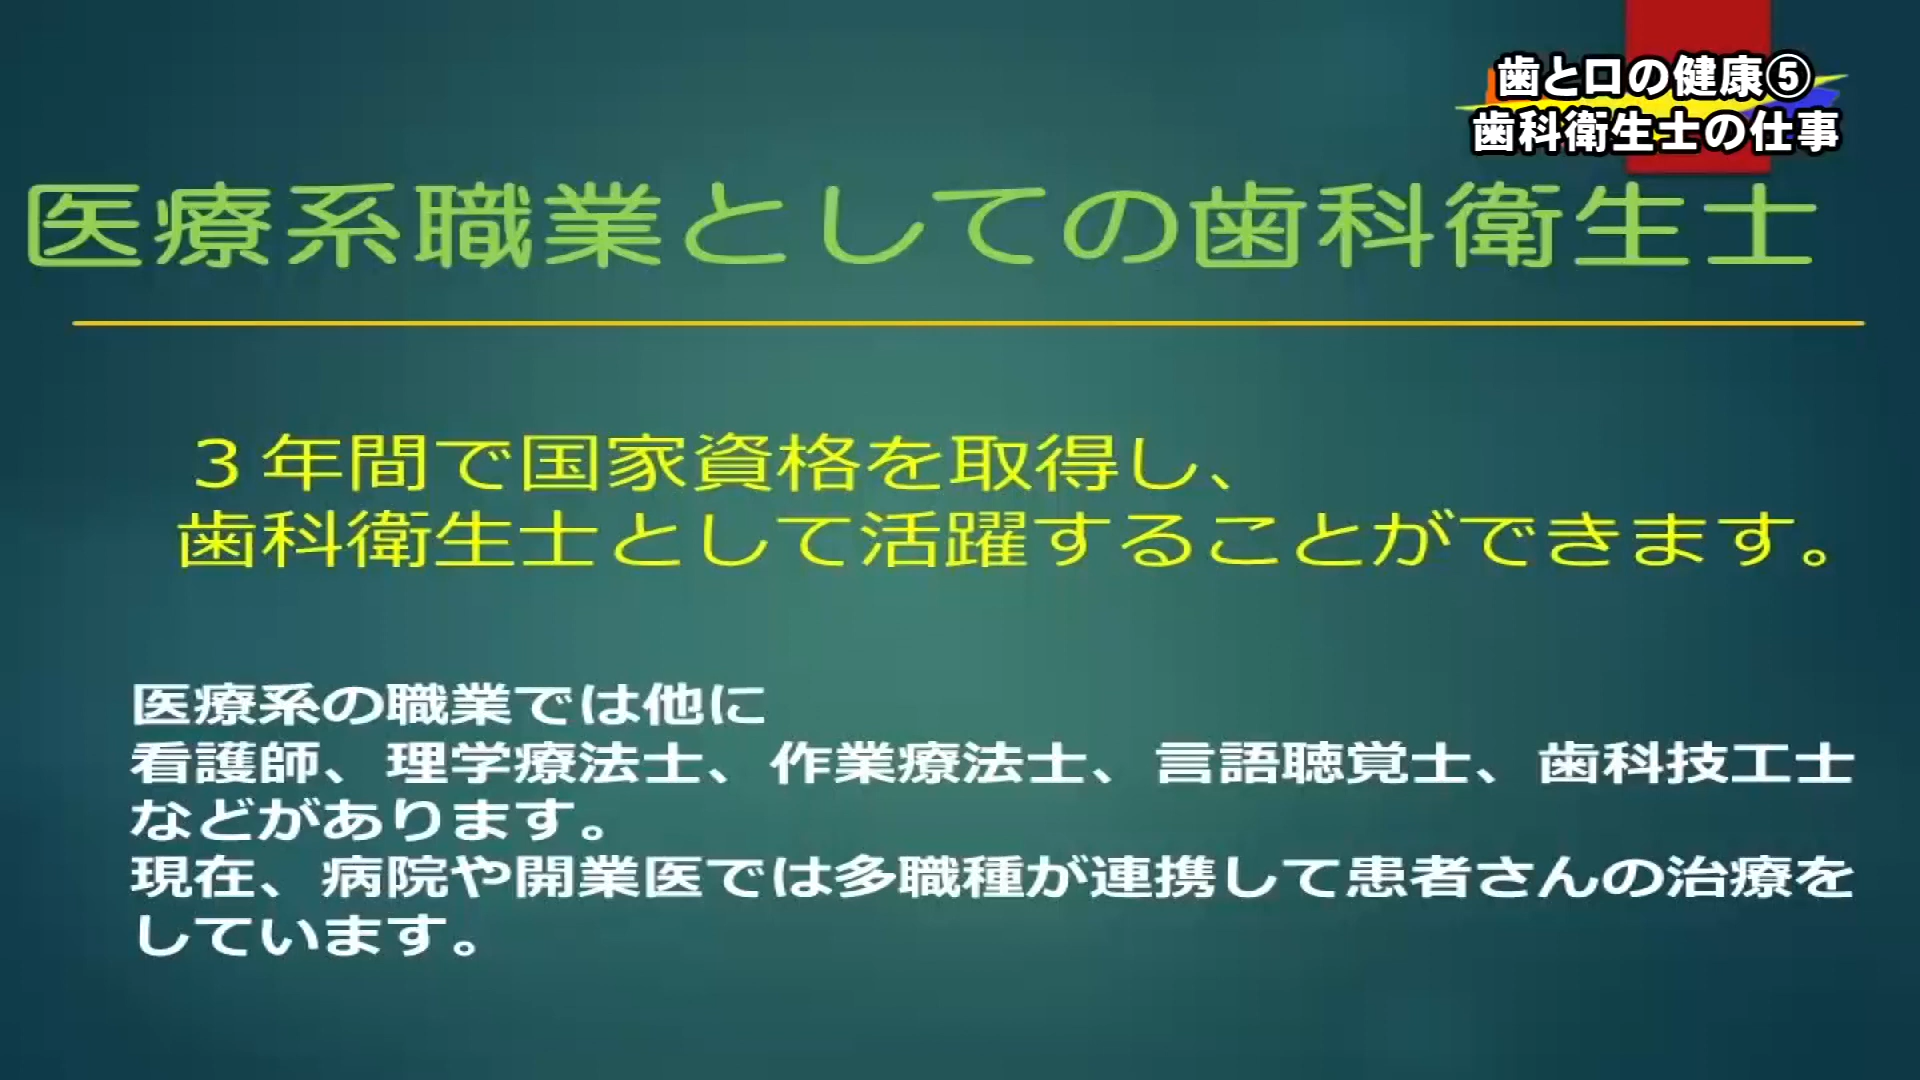 歯と口の健康⑤
歯科衛生士の仕事
医療系職業としての歯科衛生士
３年間で国家資格を取得し、
歯科衛生士として活躍することができます。
医療系の職業では他に
看護師、理学療法士、作業療法士、言語聴覚士、歯科技工士
などがあります。
現在、病院や開業医では多職種が連携して患者さんの治療を
しています。